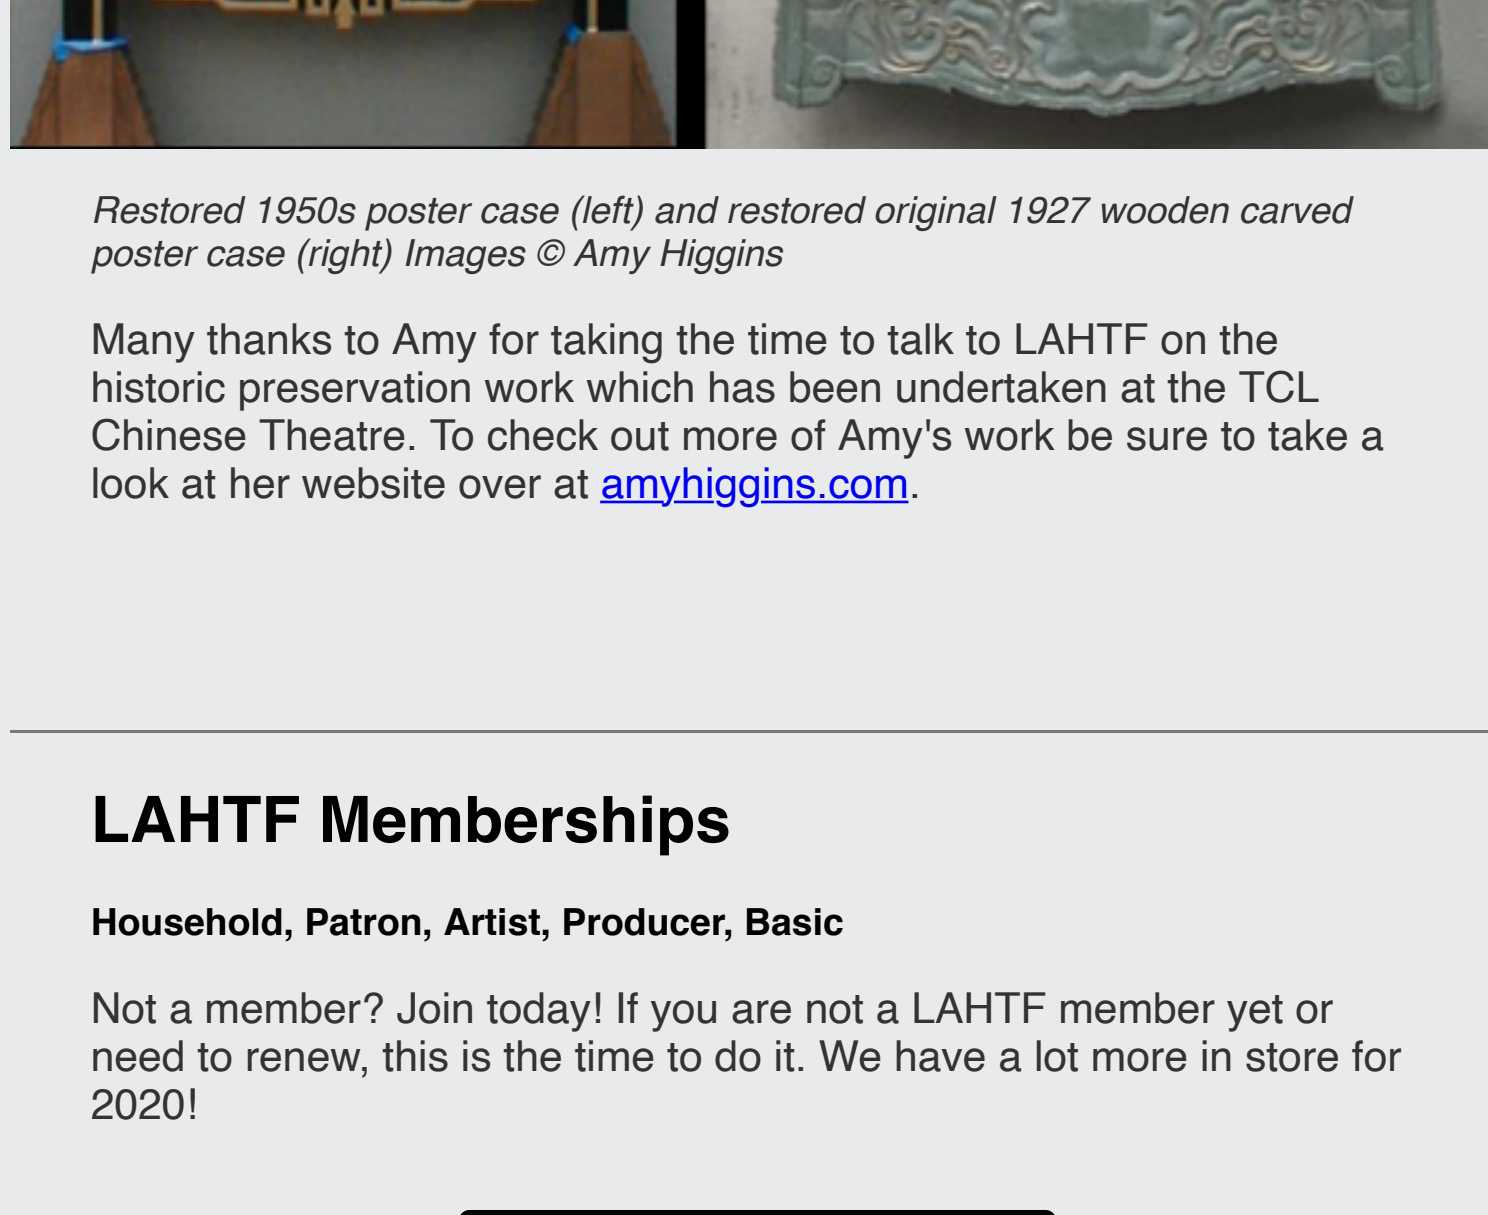 Restored 1950s poster case (left) and restored original 1927 wooden carved
poster case (right) Images © Amy Higgins
Many thanks to Amy for taking the time to talk to LAHTF on the
historic preservation work which has been undertaken at the TCL
Chinese Theatre. To check out more of Amy's work be sure to take a
look at her website over at amyhiggins.com.
LAHTF Memberships
Household, Patron, Artist, Producer, Basic
Not a member? Join today! If you are not a LAHTF member yet or
need to renew, this is the time to do it. We have a lot more in store for
2020!